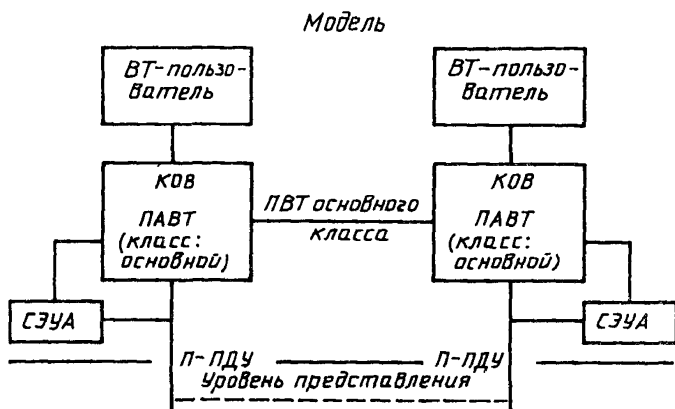 Модель
ВТ-пользо-
ватель
ВТ-пользо-
ватель
КОВ
ПАВТ
(класс:
основной)
ПВТ основного
класса
КОВ
ПАВТ
(класс:
основной)
СЭУА
СЭУА
П-ПДУ
П-ПДУ
Уровень представления